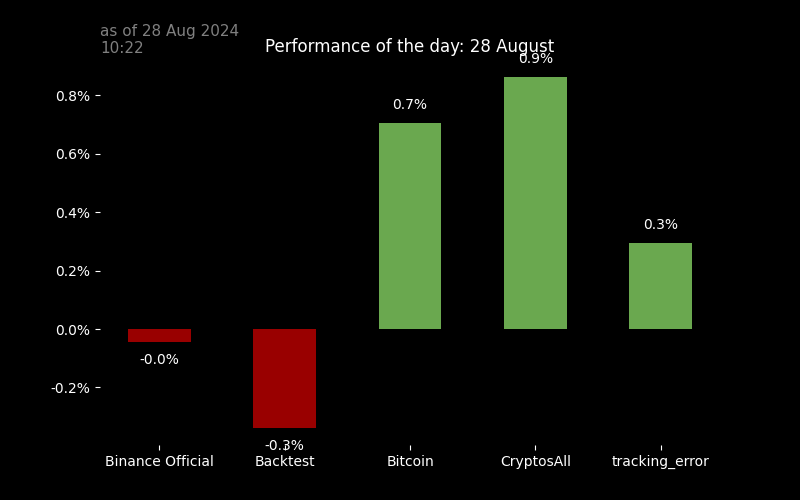 as of 28 Aug 2024
10:22
Performance of the day: 28 August
0.9%
0.8%
0.7%
0.6%
0.4%
0.3%
0.2%
0.0%
-0.0%
-0.2%
-0.3%
Binance Official
Backtest
Bitcoin
CryptosAll
tracking_error